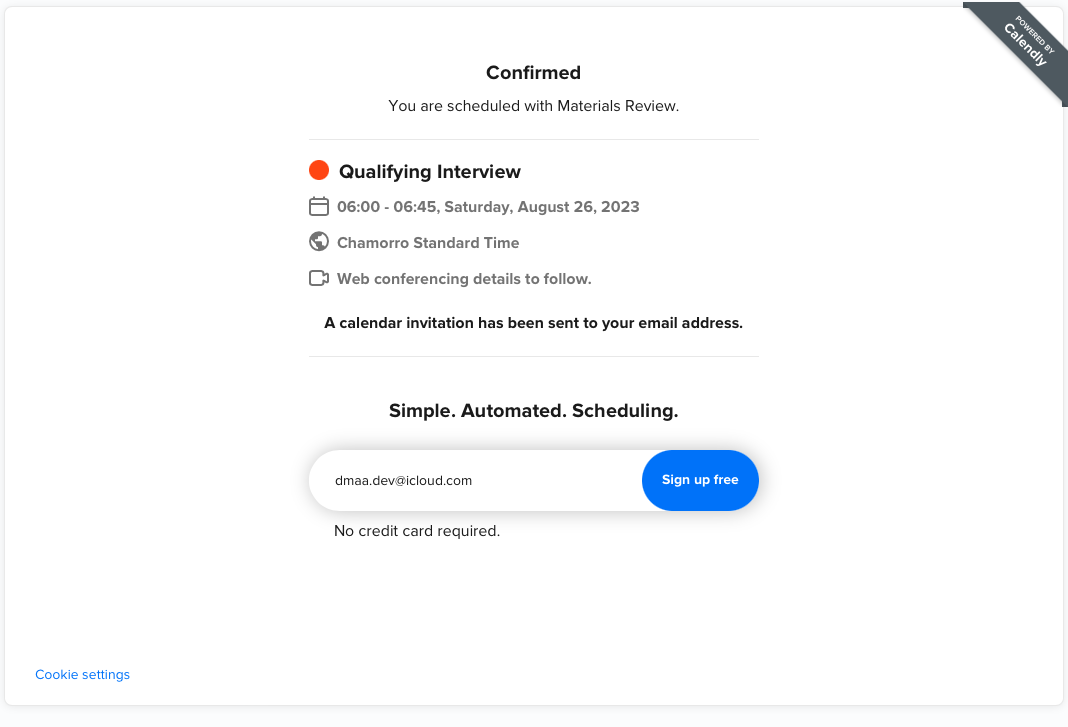 POWERED BY
Calendly
Confirmed
You are scheduled with Materials Review.
Qualifying Interview
06:00 - 06:45, Saturday, August 26, 2023
Chamorro Standard Time
Web conferencing details to follow.
A calendar invitation has been sent to your email address.
Simple. Automated. Scheduling.
dmaa.dev@icloud.com
Sign up free
No credit card required.
Cookie settings